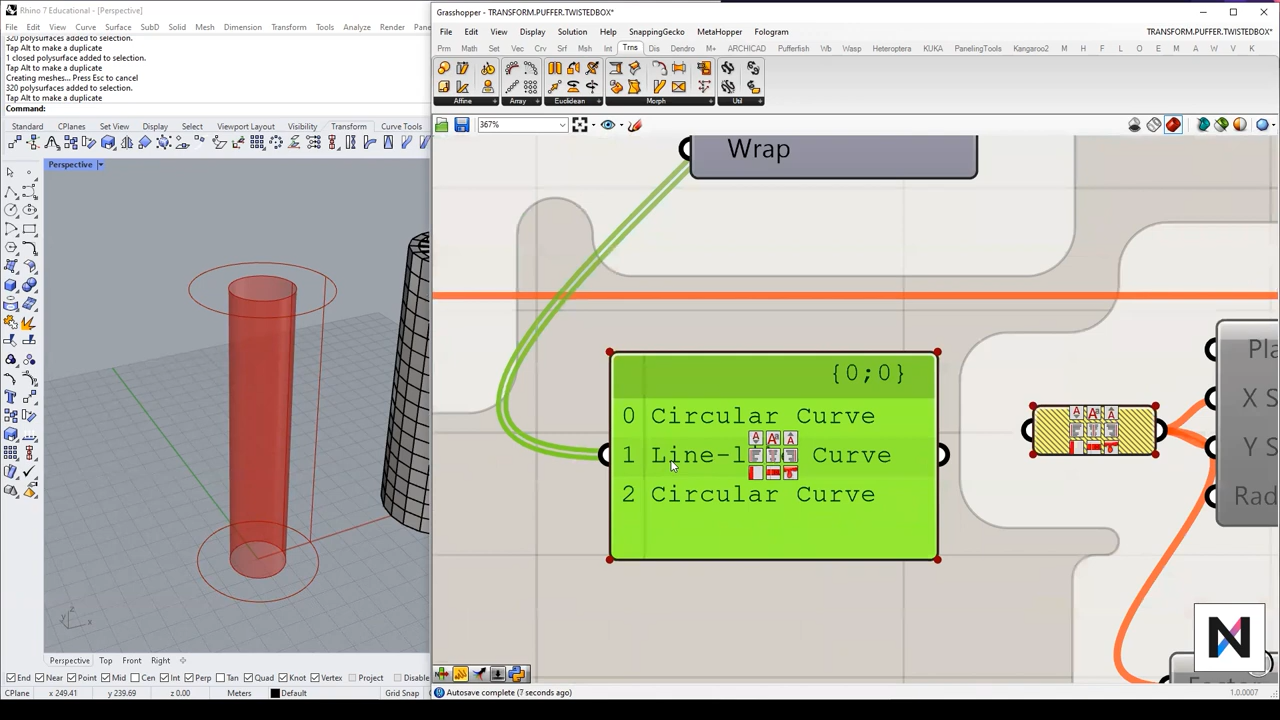 Rhino 7 Educational - [Perspective]
File Edit View Curve Surface SubD Solid Mesh Dimension Transform Tools Analyze Render Pane
320 polysurfaces added to selection.
Tap Alt to make a duplicate
1 closed polysurface added to selection.
Tap Alt to make a duplicate
Creating meshes... Press Esc to cancel
320 polysurfaces added to selection.
Tap Alt to make a duplicate
Command:
Standard CPlanes Set View Display Select Viewport Layout Visibility Transform Curve Tools
Perspective
z y x
Perspective Top Front Right
End Near Point Mid Cen Int Perp Tan Quad Knot Vertex Project Disable
CPlane x 249.41 y 239.69 z 0.00 Meters Default Grid Snap
Grasshopper - TRANSFORM.PUFFER.TWISTEDBOX*
File Edit View Display Solution Help SnappingGecko MetaHopper Fologram TRANSFORM.PUFFER.TWISTEDBOX*
Prm Math Set Vec Crv Srf Msh Int Trns Dis Dendro M+ ARCHICAD Pufferfish Wb Wasp Heteroptera KUKA PanelingTools Kangaroo2 M H F L H A W S V
Affine Array Euclidean Morph Util
367%
Wrap
{0;0}
0 Circular Curve
1 Line-l Curve
2 Circular Curve
Pla
X S
Y S
Rad
Factor
N
Autosave complete (7 seconds ago) 1.0.0007